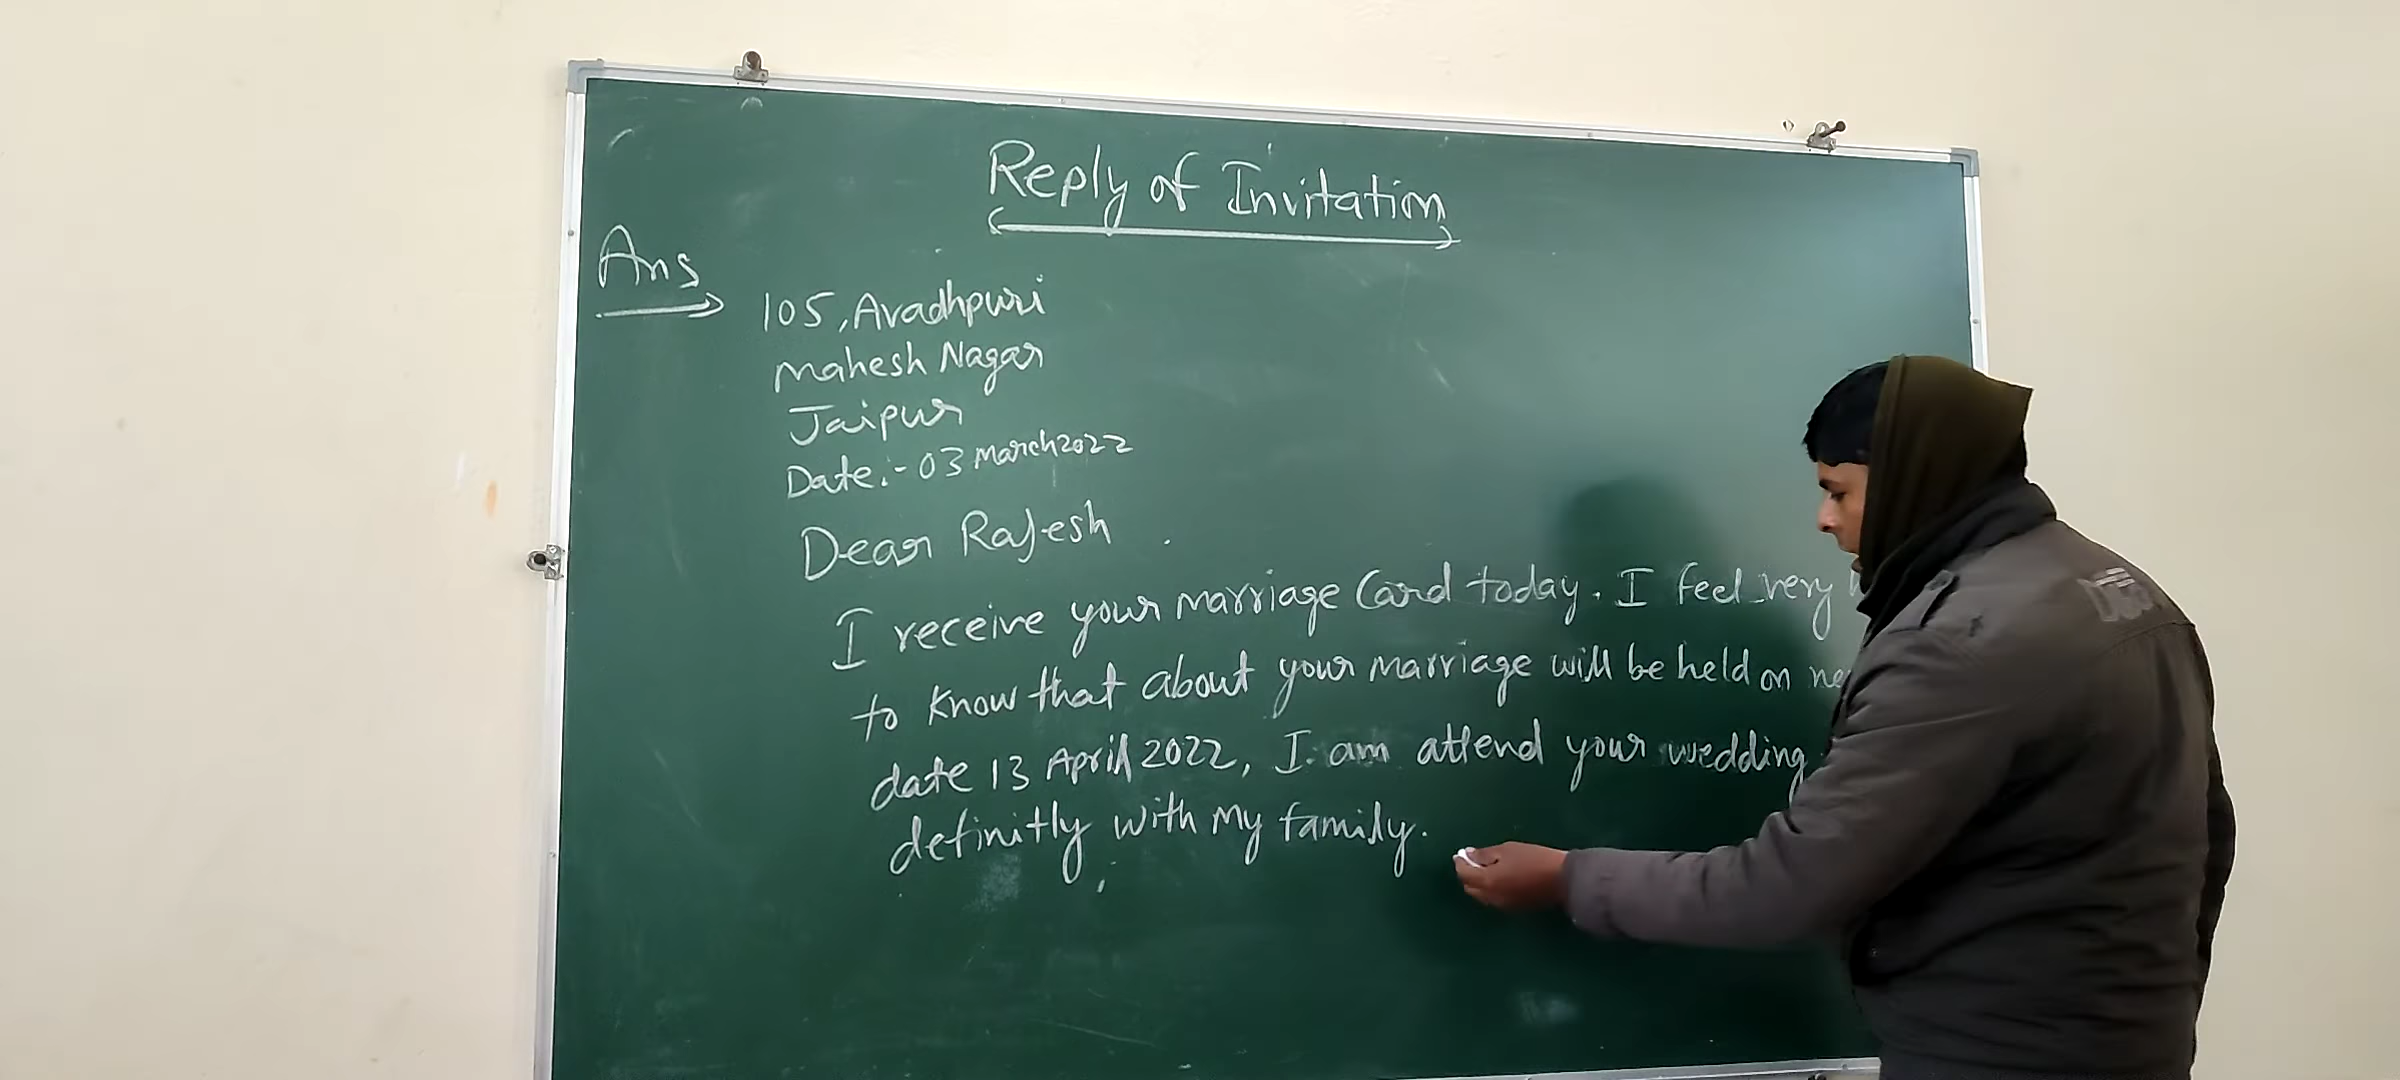 Reply of Invitation
Ans
105, Avadhpuri
Mahesh Nagar
Jaipur
Date:- 03 March 2022
Dear Rajesh
I receive your marriage Card today. I feel very
to know that about your marriage will be held on
date 13 April 2022, I am attend your wedding
definitly with my family.